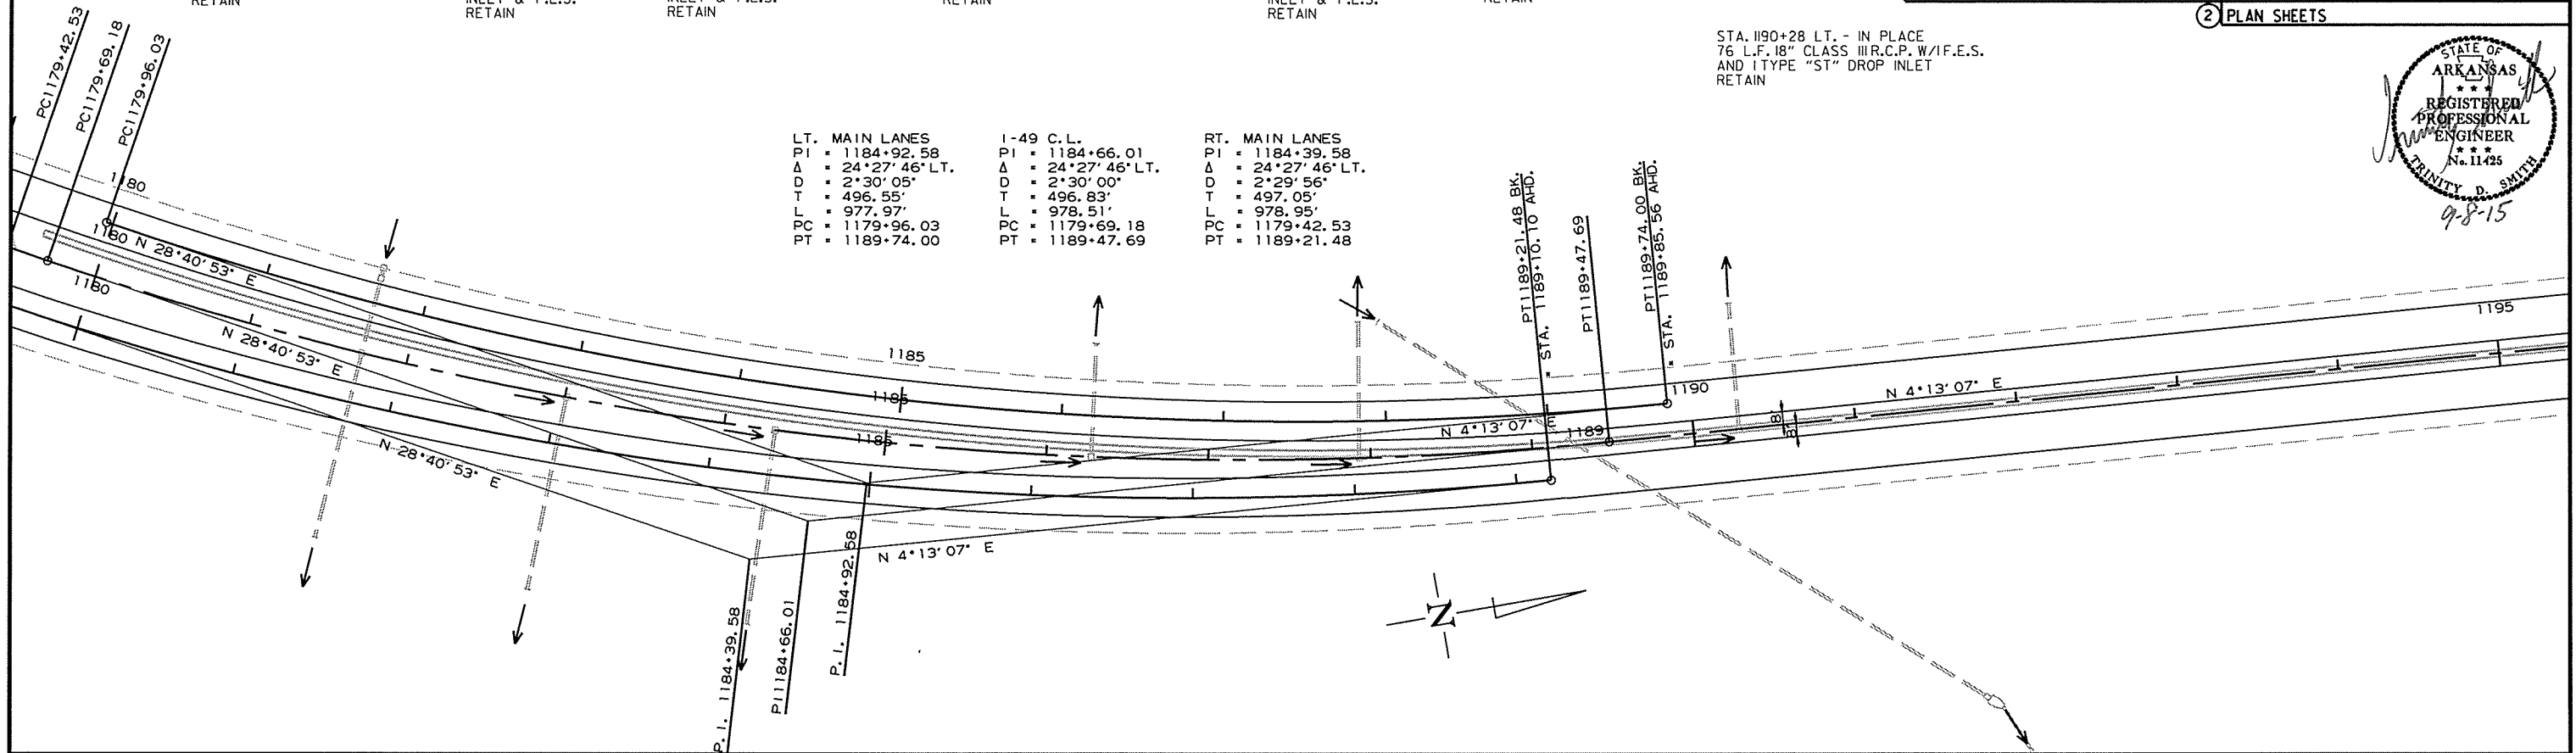 RETAIN
INLET & F.E.S.
RETAIN
INLET & F.E.S.
RETAIN
RETAIN
INLET & F.E.S.
RETAIN
RETAIN
2 PLAN SHEETS
STA. 1190+28 LT. - IN PLACE
76 L.F. 18" CLASS III R.C.P. W/1 F.E.S.
AND 1 TYPE "ST" DROP INLET
RETAIN
STATE OF
ARKANSAS
★ ★ ★
REGISTERED
PROFESSIONAL
ENGINEER
★ ★ ★
No. 11425
TRINITY D. SMITH
9-8-15
PC1179+42.53
PC1179+69.18
PC1179+96.03
LT. MAIN LANES
PI = 1184+92.58
Δ = 24°27'46" LT.
D = 2°30'05"
T = 496.55'
L = 977.97'
PC = 1179+96.03
PT = 1189+74.00
I-49 C.L.
PI = 1184+66.01
Δ = 24°27'46" LT.
D = 2°30'00"
T = 496.83'
L = 978.51'
PC = 1179+69.18
PT = 1189+47.69
RT. MAIN LANES
PI = 1184+39.58
Δ = 24°27'46" LT.
D = 2°29'56"
T = 497.05'
L = 978.95'
PC = 1179+42.53
PT = 1189+21.48
PT1189+21.48 BK.
= STA. 1189+10.10 AHD.
PT1189+47.69
PT1189+74.00 BK.
= STA. 1189+85.56 AHD.
1180
1180
N 28°40'53" E
1180
N 28°40'53" E
N 28°40'53" E
1185
1185
1185
N 4°13'07" E
1189
1190
8'
8'
N 4°13'07" E
1195
N 4°13'07" E
P.I. 1184+39.58
PI1184+66.01
P.I. 1184+92.58
N